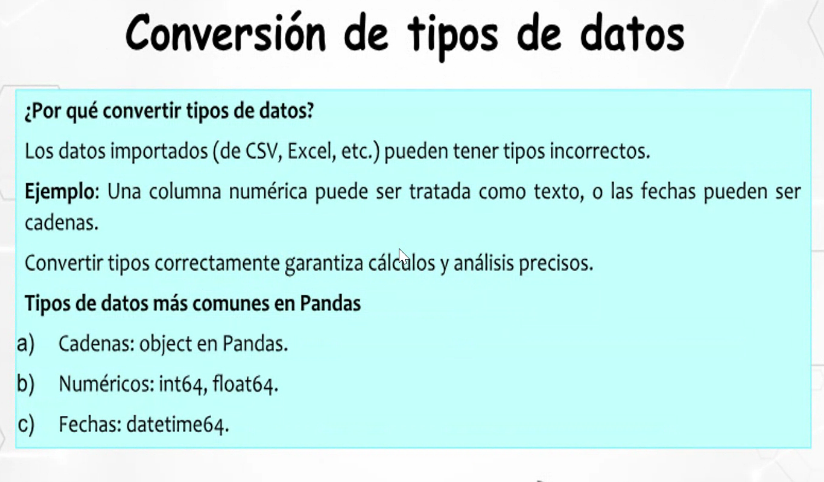 Conversión de tipos de datos
¿Por qué convertir tipos de datos?
Los datos importados (de CSV, Excel, etc.) pueden tener tipos incorrectos.
Ejemplo: Una columna numérica puede ser tratada como texto, o las fechas pueden ser
cadenas.
Convertir tipos correctamente garantiza cálculos y análisis precisos.
Tipos de datos más comunes en Pandas
a) Cadenas: object en Pandas.
b) Numéricos: int64, float64.
c) Fechas: datetime64.